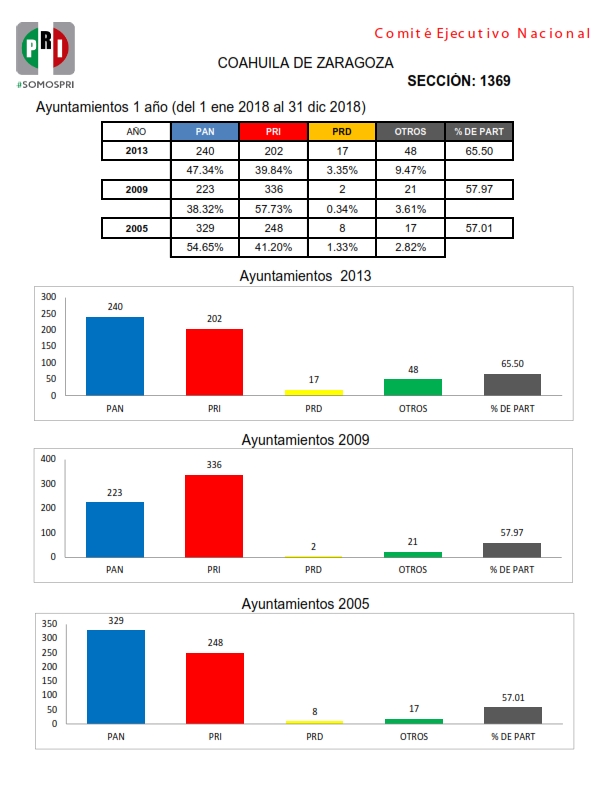 Comité Ejecutivo Nacional
PRI
#SOMOSPRI
COAHUILA DE ZARAGOZA
SECCIÓN: 1369
Ayuntamientos 1 año (del 1 ene 2018 al 31 dic 2018)
AÑO PAN PRI PRD OTROS % DE PART
2013 240 202 17 48 65.50
47.34% 39.84% 3.35% 9.47%
2009 223 336 2 21 57.97
38.32% 57.73% 0.34% 3.61%
2005 329 248 8 17 57.01
54.65% 41.20% 1.33% 2.82%
Ayuntamientos 2013
300
250
200
150
100
50
0
240 202 17 48 65.50
PAN PRI PRD OTROS % DE PART
Ayuntamientos 2009
400
300
200
100
0
223 336 2 21 57.97
PAN PRI PRD OTROS % DE PART
Ayuntamientos 2005
350
300
250
200
150
100
50
0
329 248 8 17 57.01
PAN PRI PRD OTROS % DE PART